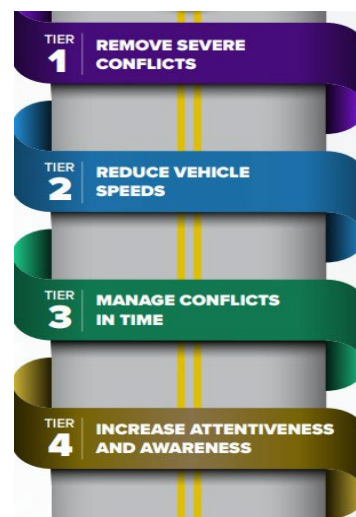 TIER
1
REMOVE SEVERE
CONFLICTS
TIER
2
REDUCE VEHICLE
SPEEDS
TIER
3
MANAGE CONFLICTS
IN TIME
TIER
4
INCREASE ATTENTIVENESS
AND AWARENESS